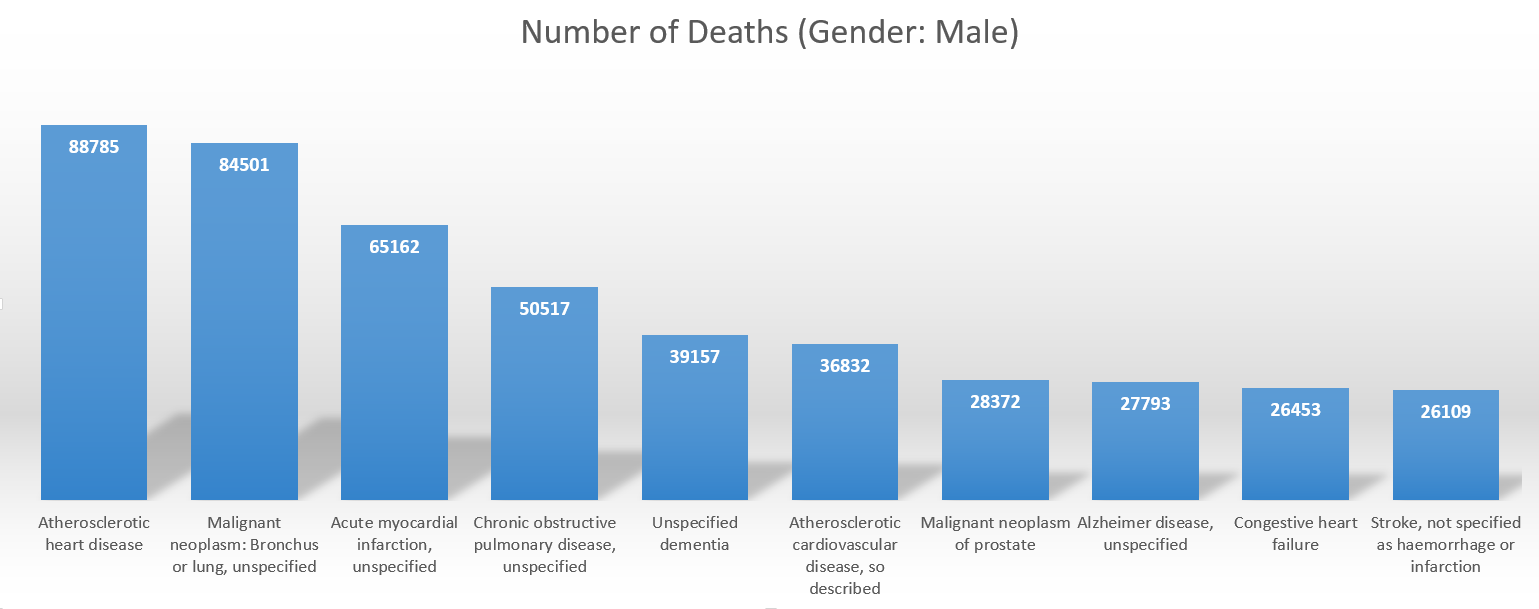 Number of Deaths (Gender: Male)
88785
84501
65162
50517
39157
36832
28372
27793
26453
26109
Atherosclerotic
heart disease
Malignant
neoplasm: Bronchus
or lung, unspecified
Acute myocardial
infarction,
unspecified
Chronic obstructive
pulmonary disease,
unspecified
Unspecified
dementia
Atherosclerotic
cardiovascular
disease, so
described
Malignant neoplasm
of prostate
Alzheimer disease,
unspecified
Congestive heart
failure
Stroke, not specified
as haemorrhage or
infarction